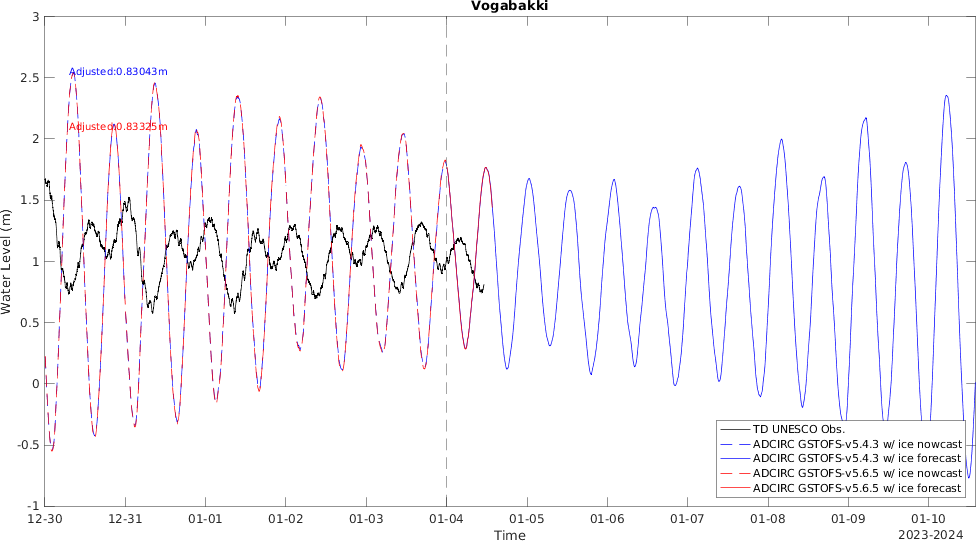 Vogabakki
3
2.5
2
1.5
1
0.5
0
-0.5
-1
Water Level (m)
Adjusted:0.83043m
Adjusted:0.83325m
TD UNESCO Obs.
ADCIRC GSTOFS-v5.4.3 w/ ice nowcast
ADCIRC GSTOFS-v5.4.3 w/ ice forecast
ADCIRC GSTOFS-v5.6.5 w/ ice nowcast
ADCIRC GSTOFS-v5.6.5 w/ ice forecast
12-30 12-31 01-01 01-02 01-03 01-04 01-05 01-06 01-07 01-08 01-09 01-10
Time
2023-2024